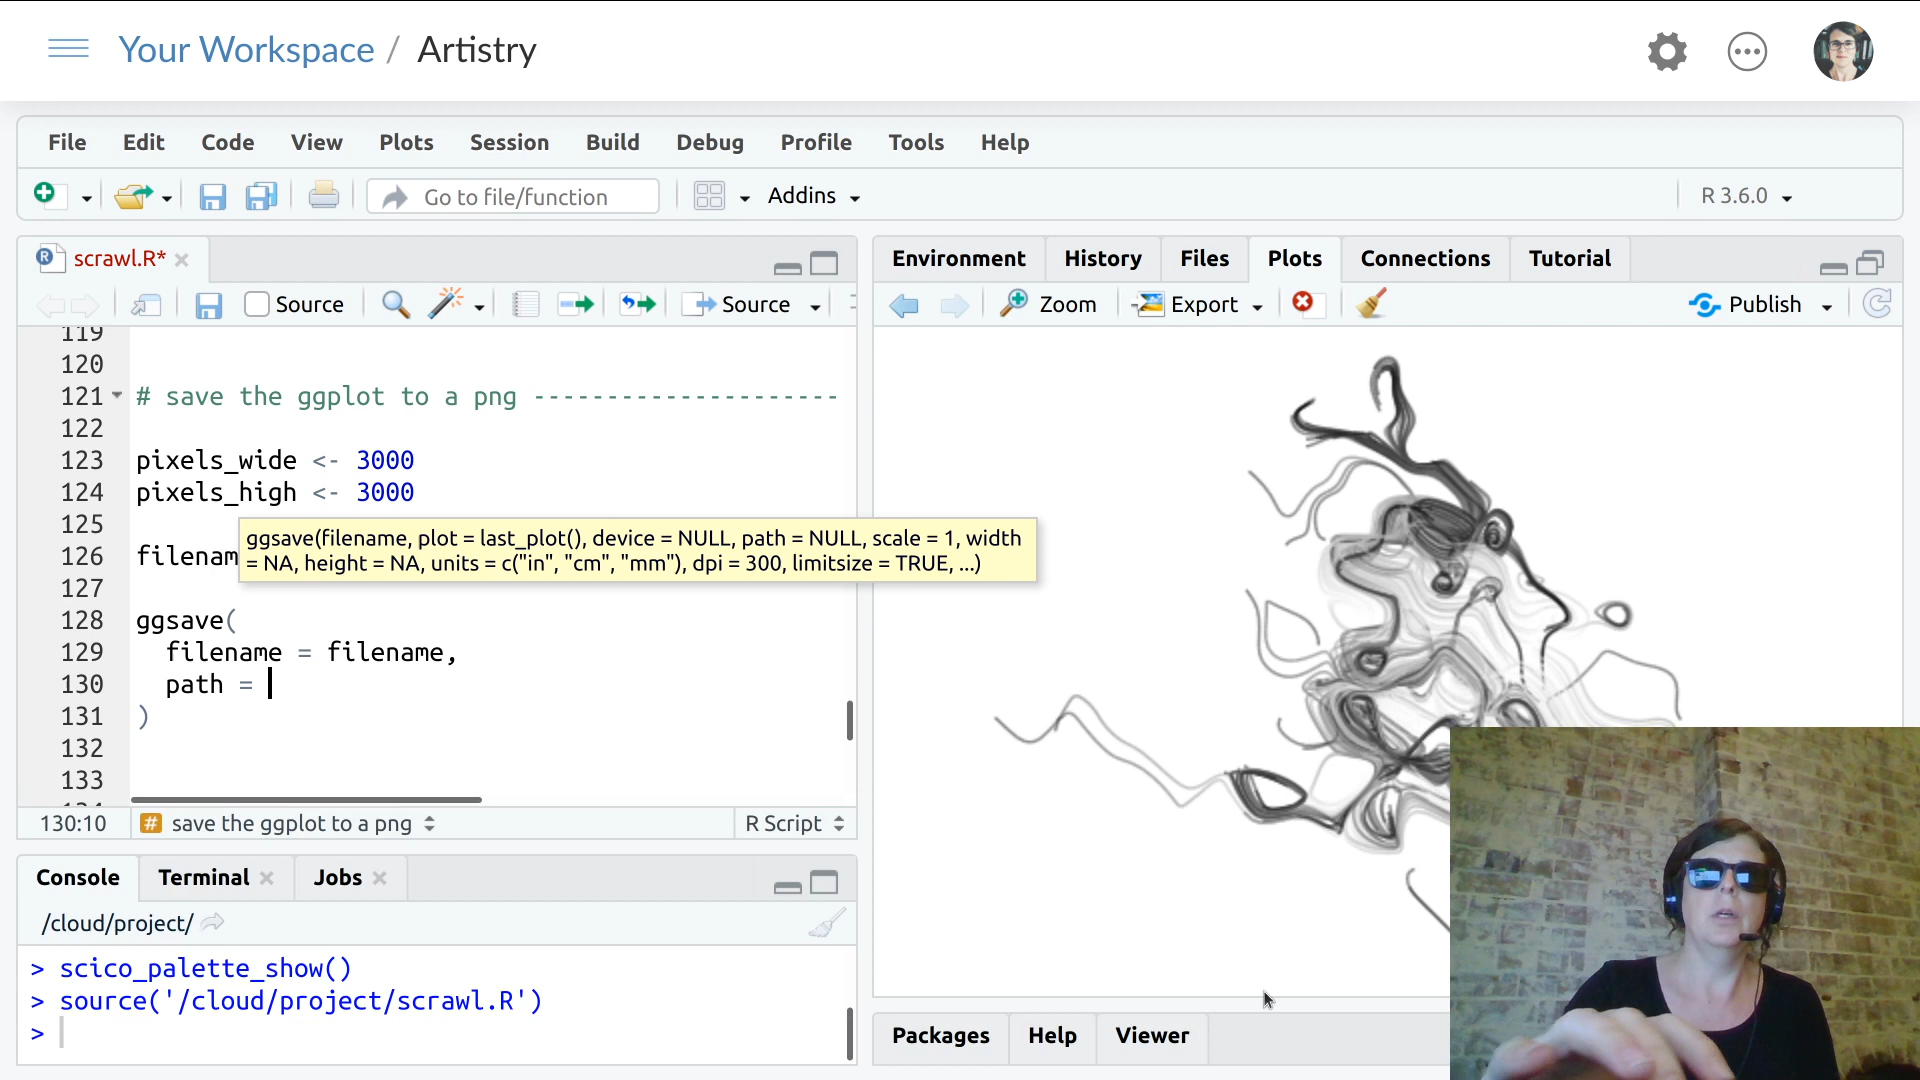 Your Workspace / Artistry
File Edit Code View Plots Session Build Debug Profile Tools Help
Go to file/function Addins R 3.6.0
scrawl.R*
Source Source
119
120
121 # save the ggplot to a png ---------------------
122
123 pixels_wide <- 3000
124 pixels_high <- 3000
125
126 filenam
127
128 ggsave(
129 filename = filename,
130 path =
131 )
132
133
ggsave(filename, plot = last_plot(), device = NULL, path = NULL, scale = 1, width
= NA, height = NA, units = c("in", "cm", "mm"), dpi = 300, limitsize = TRUE, ...)
130:10 # save the ggplot to a png R Script
Console Terminal Jobs
/cloud/project/
> scico_palette_show()
> source('/cloud/project/scrawl.R')
>
Environment History Files Plots Connections Tutorial
Zoom Export Publish
Packages Help Viewer